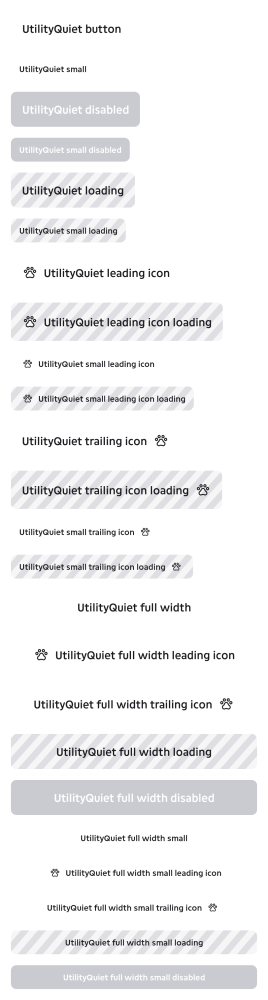 UtilityQuiet button
UtilityQuiet small
UtilityQuiet disabled
UtilityQuiet small disabled
UtilityQuiet loading
UtilityQuiet small loading
UtilityQuiet leading icon
UtilityQuiet leading icon loading
UtilityQuiet small leading icon
UtilityQuiet small leading icon loading
UtilityQuiet trailing icon
UtilityQuiet trailing icon loading
UtilityQuiet small trailing icon
UtilityQuiet small trailing icon loading
UtilityQuiet full width
UtilityQuiet full width leading icon
UtilityQuiet full width trailing icon
UtilityQuiet full width loading
UtilityQuiet full width disabled
UtilityQuiet full width small
UtilityQuiet full width small leading icon
UtilityQuiet full width small trailing icon
UtilityQuiet full width small loading
UtilityQuiet full width small disabled